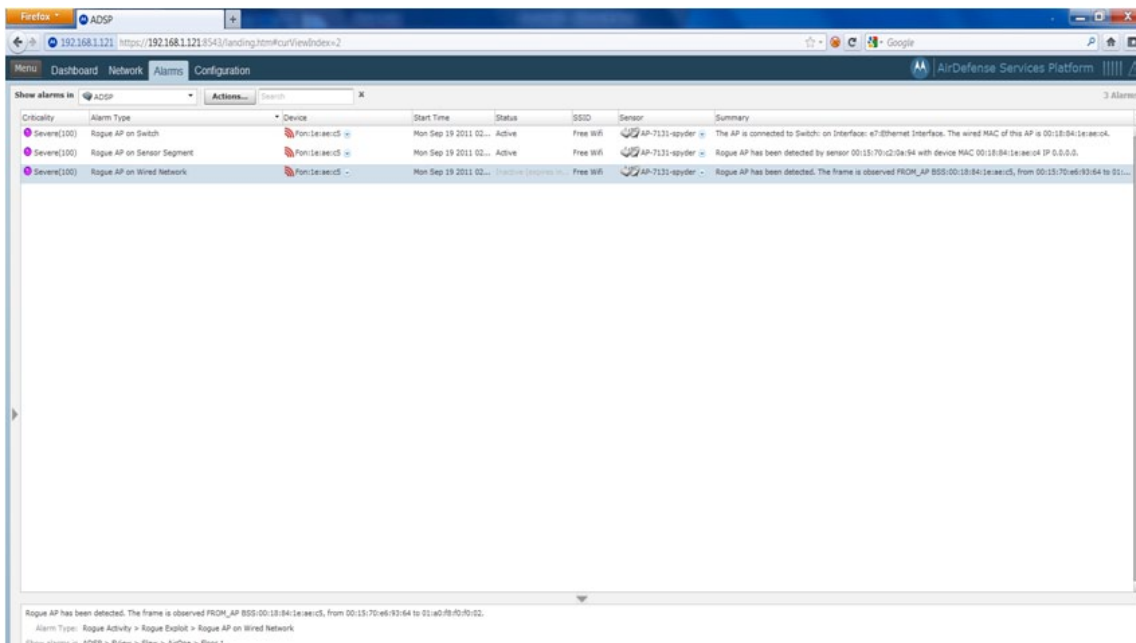 Firefox
ADSP
192.168.1.121 https://192.168.1.121:8543/landing.htm#curViewIndex=2
Google
Menu Dashboard Network Alarms Configuration
AirDefense Services Platform
Show alarms in ADSP Actions... Search X 3 Alarms
Criticality Alarm Type Device Start Time Status SSID Sensor Summary
Severe(100) Rogue AP on Switch Fon:1e:ae:c5 Mon Sep 19 2011 02... Active Free Wifi AP-7131-spyder The AP is connected to Switch: on Interface: e7:Ethernet Interface. The wired MAC of this AP is 00:18:84:1e:ae:c4.
Severe(100) Rogue AP on Sensor Segment Fon:1e:ae:c5 Mon Sep 19 2011 02... Active Free Wifi AP-7131-spyder Rogue AP has been detected by sensor 00:15:70:c2:0a:94 with device MAC 00:18:84:1e:ae:c4 IP 0.0.0.0.
Severe(100) Rogue AP on Wired Network Fon:1e:ae:c5 Mon Sep 19 2011 02... Inactive (expires in... Free Wifi AP-7131-spyder Rogue AP has been detected. The frame is observed FROM_AP BSS:00:18:84:1e:ae:c5, from 00:15:70:e6:93:64 to 01:...
Rogue AP has been detected. The frame is observed FROM_AP BSS:00:18:84:1e:ae:c5, from 00:15:70:e6:93:64 to 01:a0:f8:f0:f0:02.
Alarm Type: Rogue Activity > Rogue Exploit > Rogue AP on Wired Network
Show alarms in ADSP